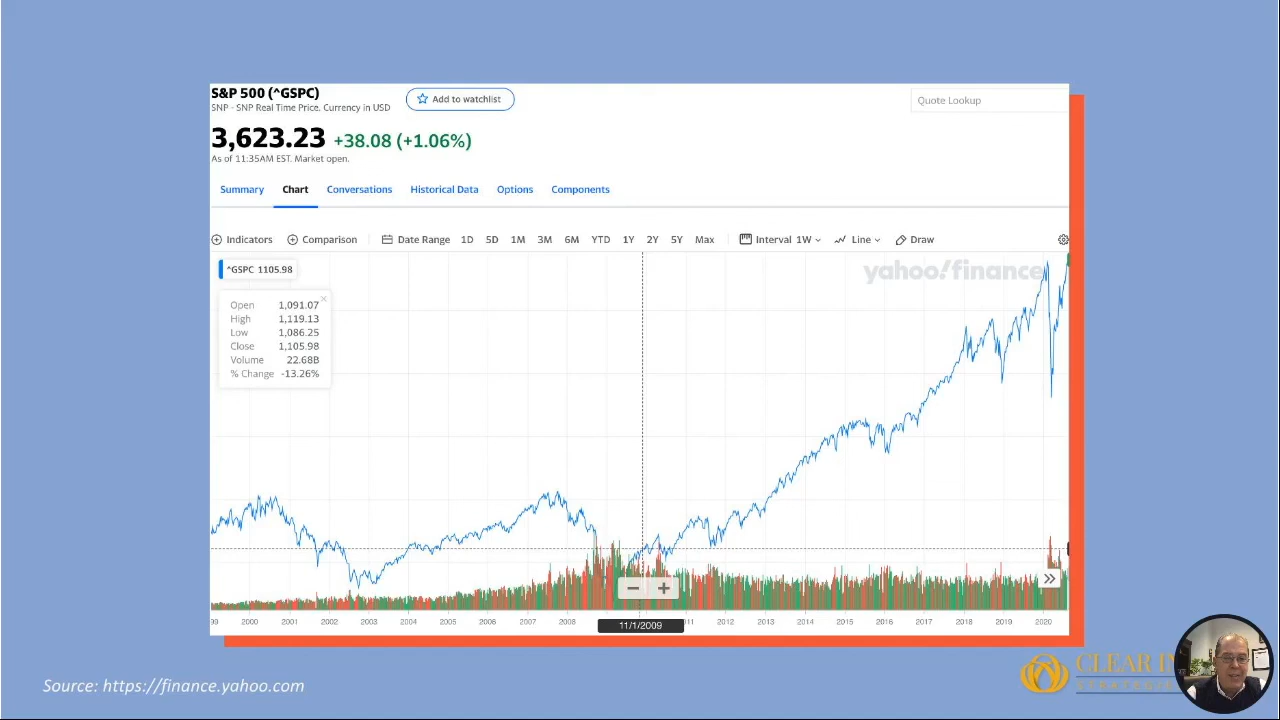 S&P 500 (^GSPC)
SNP - SNP Real Time Price. Currency in USD
Add to watchlist
Quote Lookup
3,623.23 +38.08 (+1.06%)
As of 11:35AM EST. Market open.
Summary Chart Conversations Historical Data Options Components
Indicators Comparison Date Range 1D 5D 1M 3M 6M YTD 1Y 2Y 5Y Max Interval 1W Line Draw
^GSPC 1105.98
yahoo!finance
Open 1,091.07
High 1,119.13
Low 1,086.25
Close 1,105.98
Volume 22.68B
% Change -13.26%
99 2000 2001 2002 2003 2004 2005 2006 2007 2008 11/1/2009 11 2012 2013 2014 2015 2016 2017 2018 2019 2020
CLEAR
Source: https://finance.yahoo.com